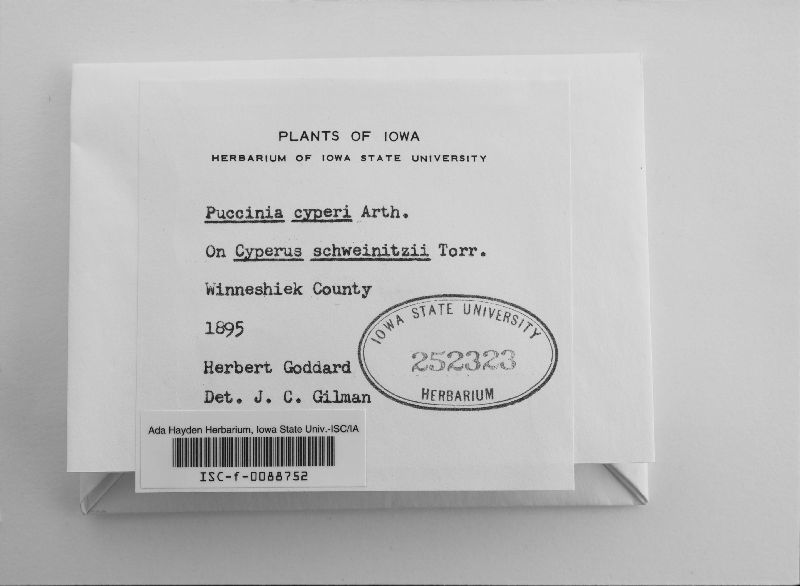 PLANTS OF IOWA
HERBARIUM OF IOWA STATE UNIVERSITY
Puccinia cyperi Arth.
On Cyperus schweinitzii Torr.
Winneshiek County
1895
Herbert Goddard
Det. J. C. Gilman
IOWA STATE UNIVERSITY
252323
HERBARIUM
Ada Hayden Herbarium, Iowa State Univ.-ISC/IA
ISC-f-0088752